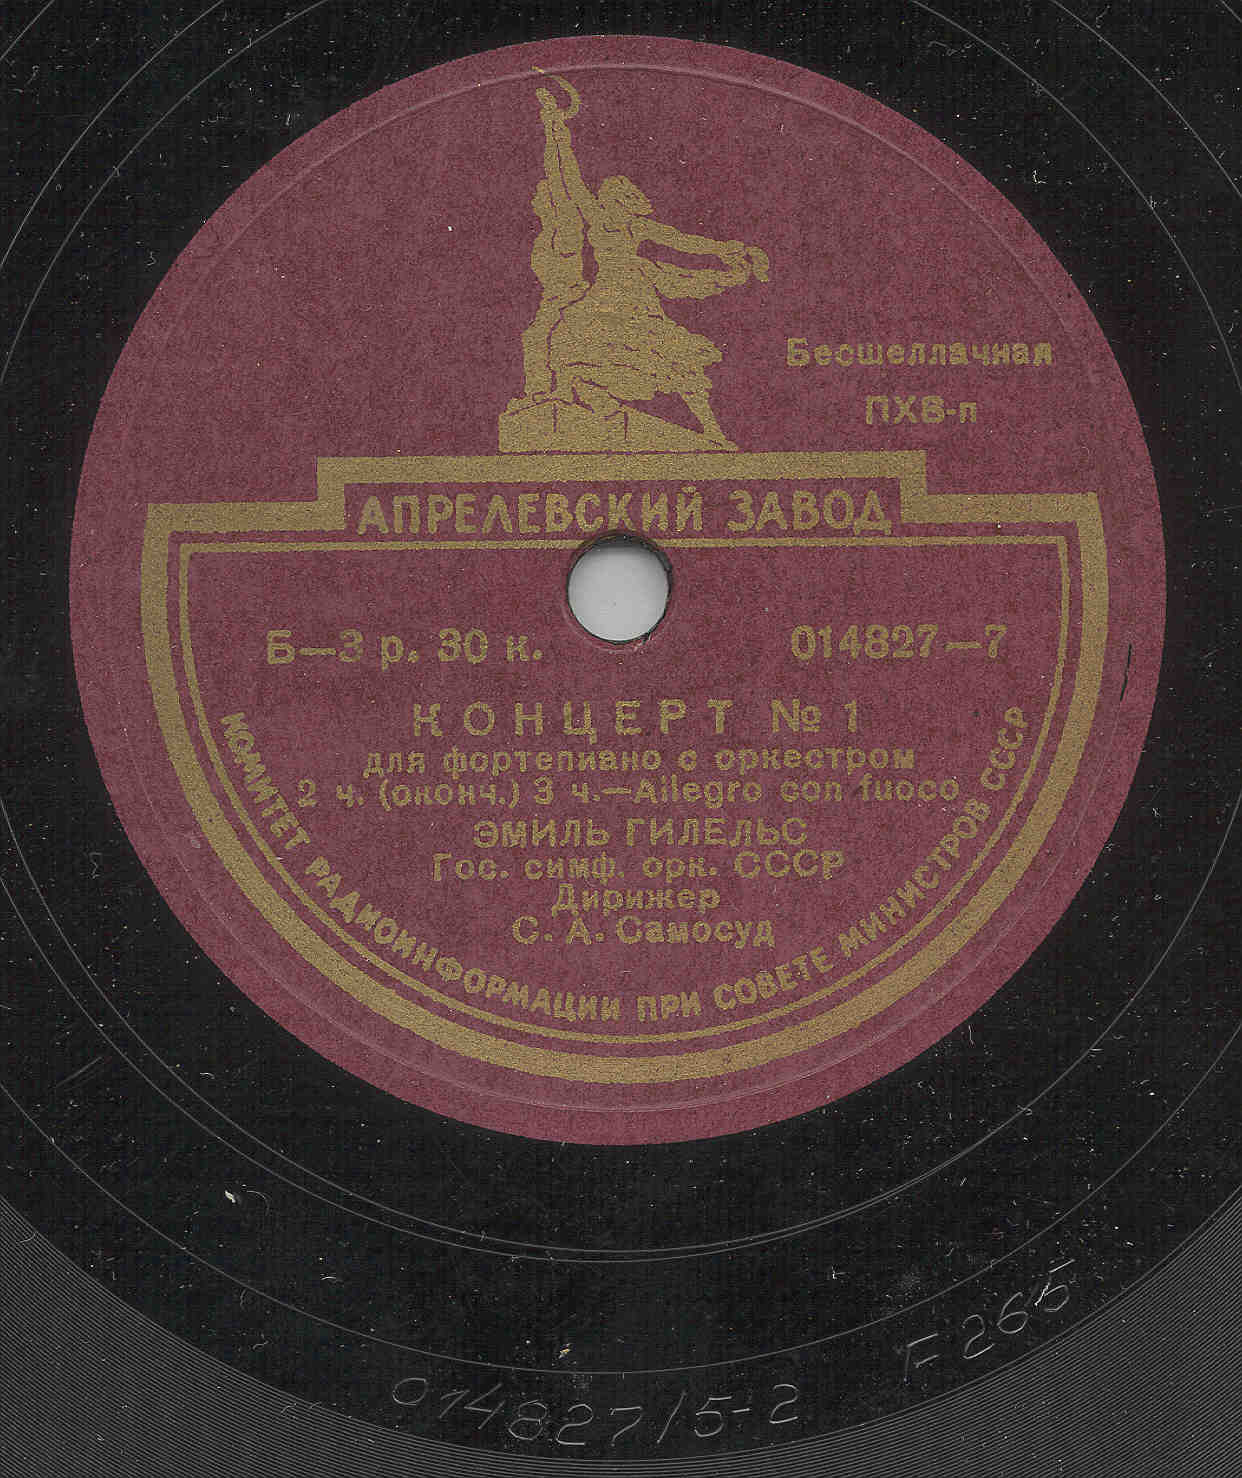 Бесшеллачная
ПХВ-п
АПРЕЛЕВСКИЙ ЗАВОД
Б—3 р. 30 к.
014827—7
КОНЦЕРТ № 1
для фортепиано с оркестром
2 ч. (оконч.) 3 ч.—Allegro con fuoco
ЭМИЛЬ ГИЛЕЛЬС
Гос. симф. орк. СССР
Дирижер
С. А. Самосуд
КОМИТЕТ РАДИОИНФОРМАЦИИ ПРИ СОВЕТЕ МИНИСТРОВ СССР
014827/5-2
F 265